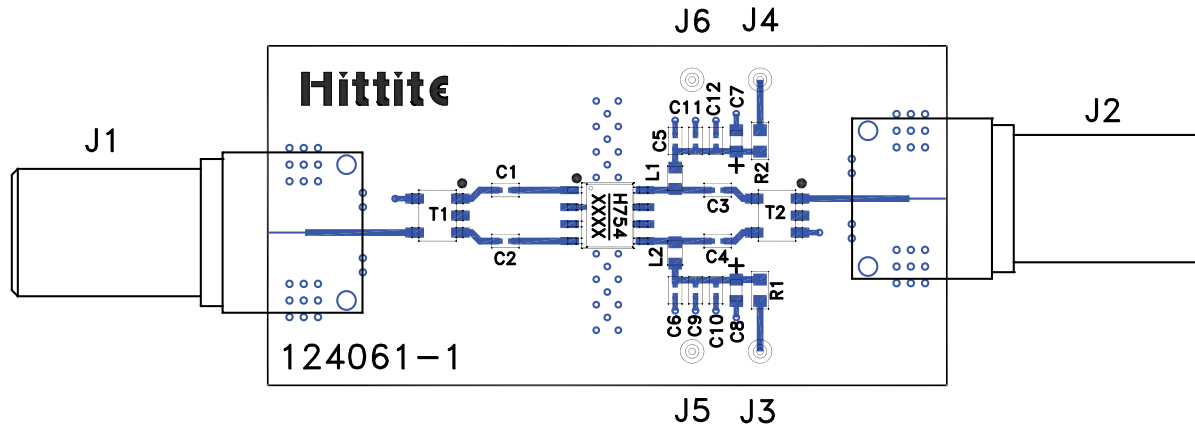 J6 J4
Hittite
J1
J2
C11 C12 C7
C5
L1
R2
C1
C3
T1
H754
XXXX
T2
C2
C4
L2
R1
C6 C9 C10 C8
124061-1
J5 J3